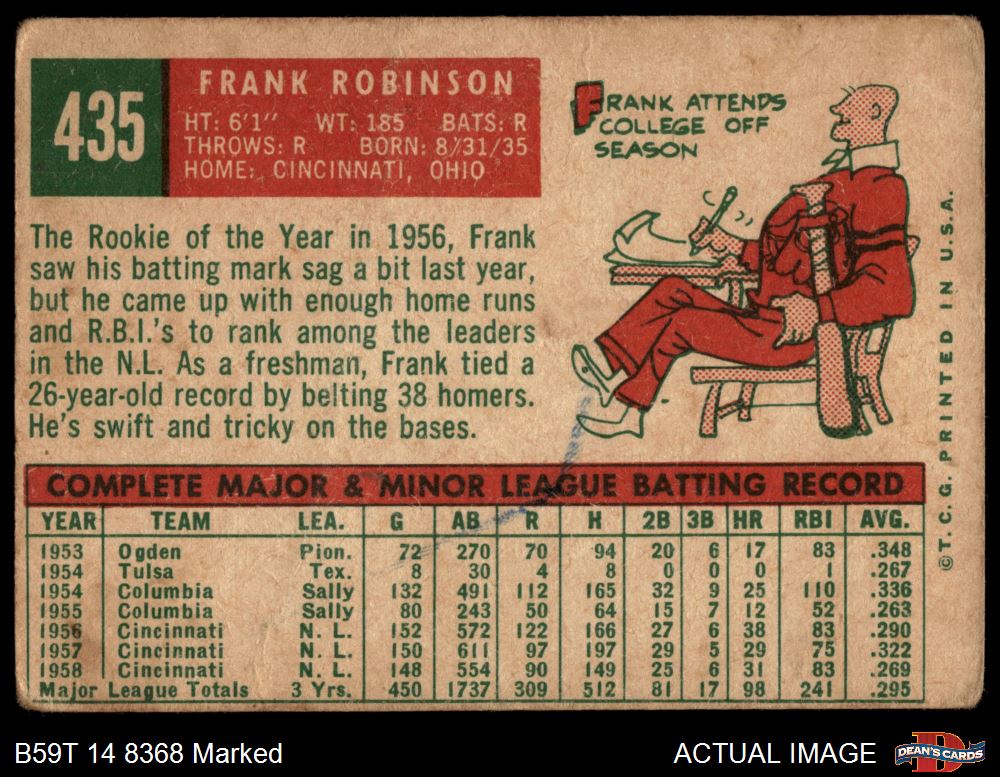 435
FRANK ROBINSON
HT: 6'1" WT: 185 BATS: R
THROWS: R BORN: 8/31/35
HOME: CINCINNATI, OHIO
FRANK ATTENDS
COLLEGE OFF
SEASON
The Rookie of the Year in 1956, Frank
saw his batting mark sag a bit last year,
but he came up with enough home runs
and R.B.I.'s to rank among the leaders
in the N.L. As a freshman, Frank tied a
26-year-old record by belting 38 homers.
He's swift and tricky on the bases.
©T. C. G. PRINTED IN U.S.A.
COMPLETE MAJOR & MINOR LEAGUE BATTING RECORD
YEAR TEAM LEA. G AB R H 2B 3B HR RBI AVG.
1953 Ogden Pion. 72 270 70 94 20 6 17 83 .348
1954 Tulsa Tex. 8 30 4 8 0 0 0 1 .267
1954 Columbia Sally 132 491 112 165 32 9 25 110 .336
1955 Columbia Sally 80 243 50 64 15 7 12 52 .263
1956 Cincinnati N. L. 152 572 122 166 27 6 38 83 .290
1957 Cincinnati N. L. 150 611 97 197 29 5 29 75 .322
1958 Cincinnati N. L. 148 554 90 149 25 6 31 83 .269
Major League Totals 3 Yrs. 450 1737 309 512 81 17 98 241 .295
B59T 14 8368 Marked
ACTUAL IMAGE
DEAN'S CARDS